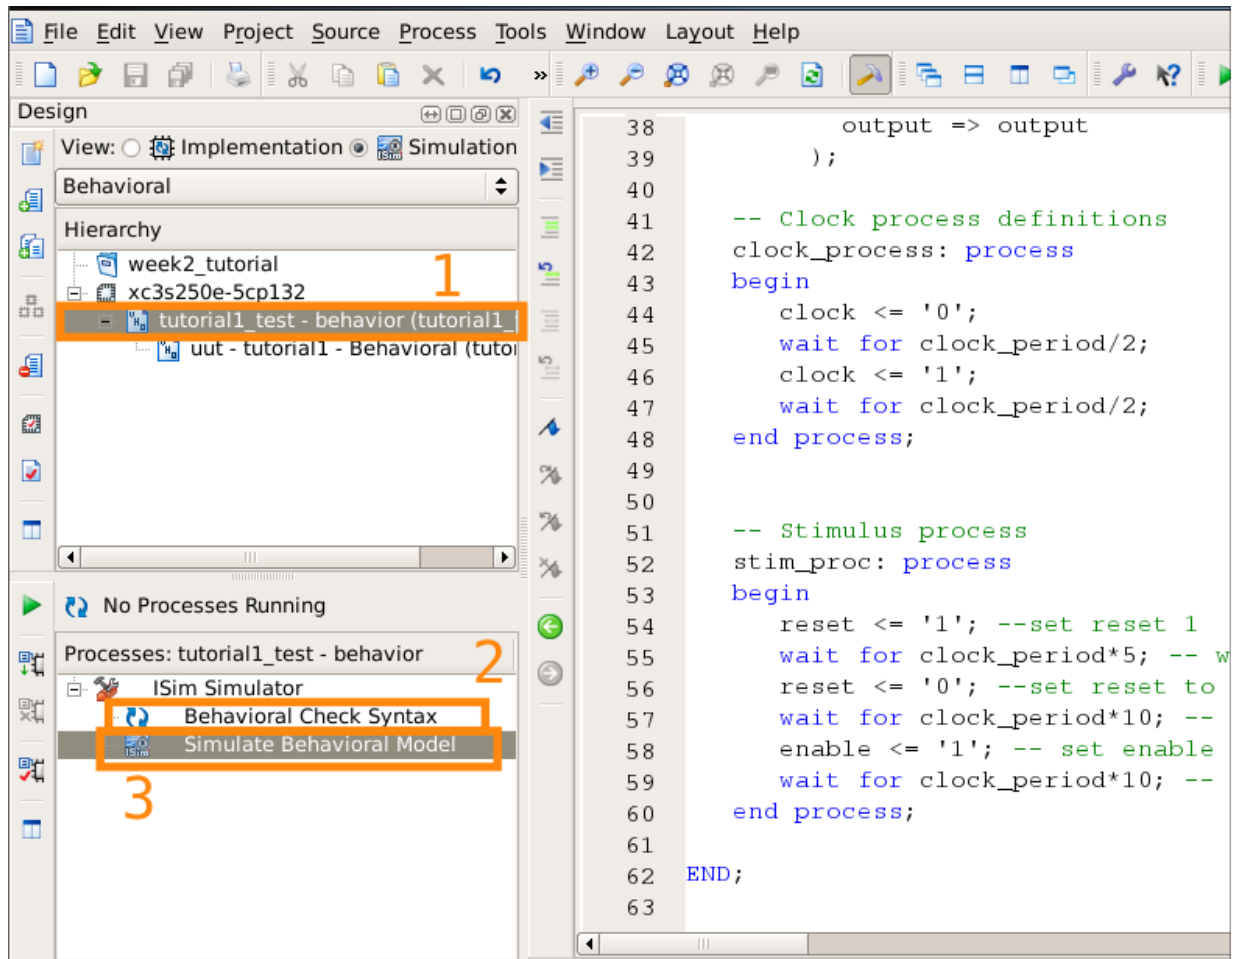 File Edit View Project Source Process Tools Window Layout Help
»
Design
View: Implementation Simulation
Behavioral
Hierarchy
week2_tutorial
1
xc3s250e-5cp132
tutorial1_test - behavior (tutorial1_
uut - tutorial1 - Behavioral (tutor
No Processes Running
Processes: tutorial1_test - behavior
2
ISim Simulator
Behavioral Check Syntax
ISim Simulate Behavioral Model
3
38 output => output
39 );
40
41 -- Clock process definitions
42 clock_process: process
43 begin
44 clock <= '0';
45 wait for clock_period/2;
46 clock <= '1';
47 wait for clock_period/2;
48 end process;
49
50
51 -- Stimulus process
52 stim_proc: process
53 begin
54 reset <= '1'; --set reset 1
55 wait for clock_period*5; -- w
56 reset <= '0'; --set reset to
57 wait for clock_period*10; --
58 enable <= '1'; -- set enable
59 wait for clock_period*10; --
60 end process;
61
62 END;
63